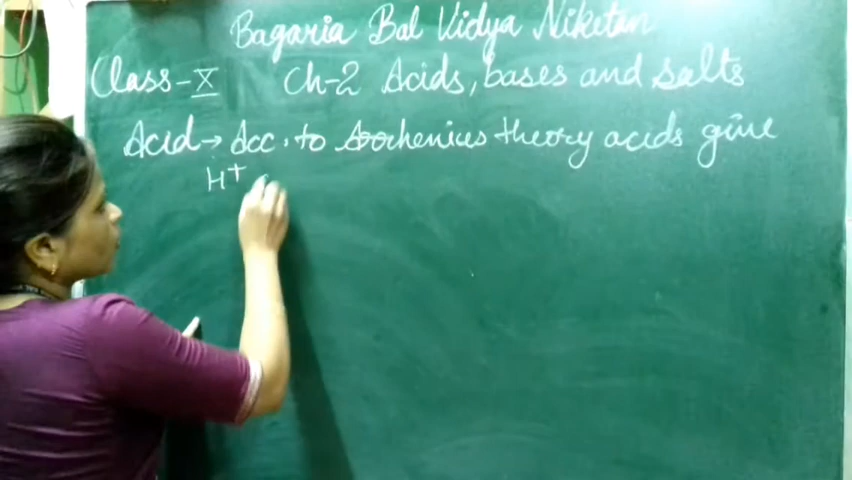 Bagaria Bal Vidya Niketan
Class-X Ch-2 Acids, bases and salts
Acid → Acc. to Arrhenius theory acids give
H+